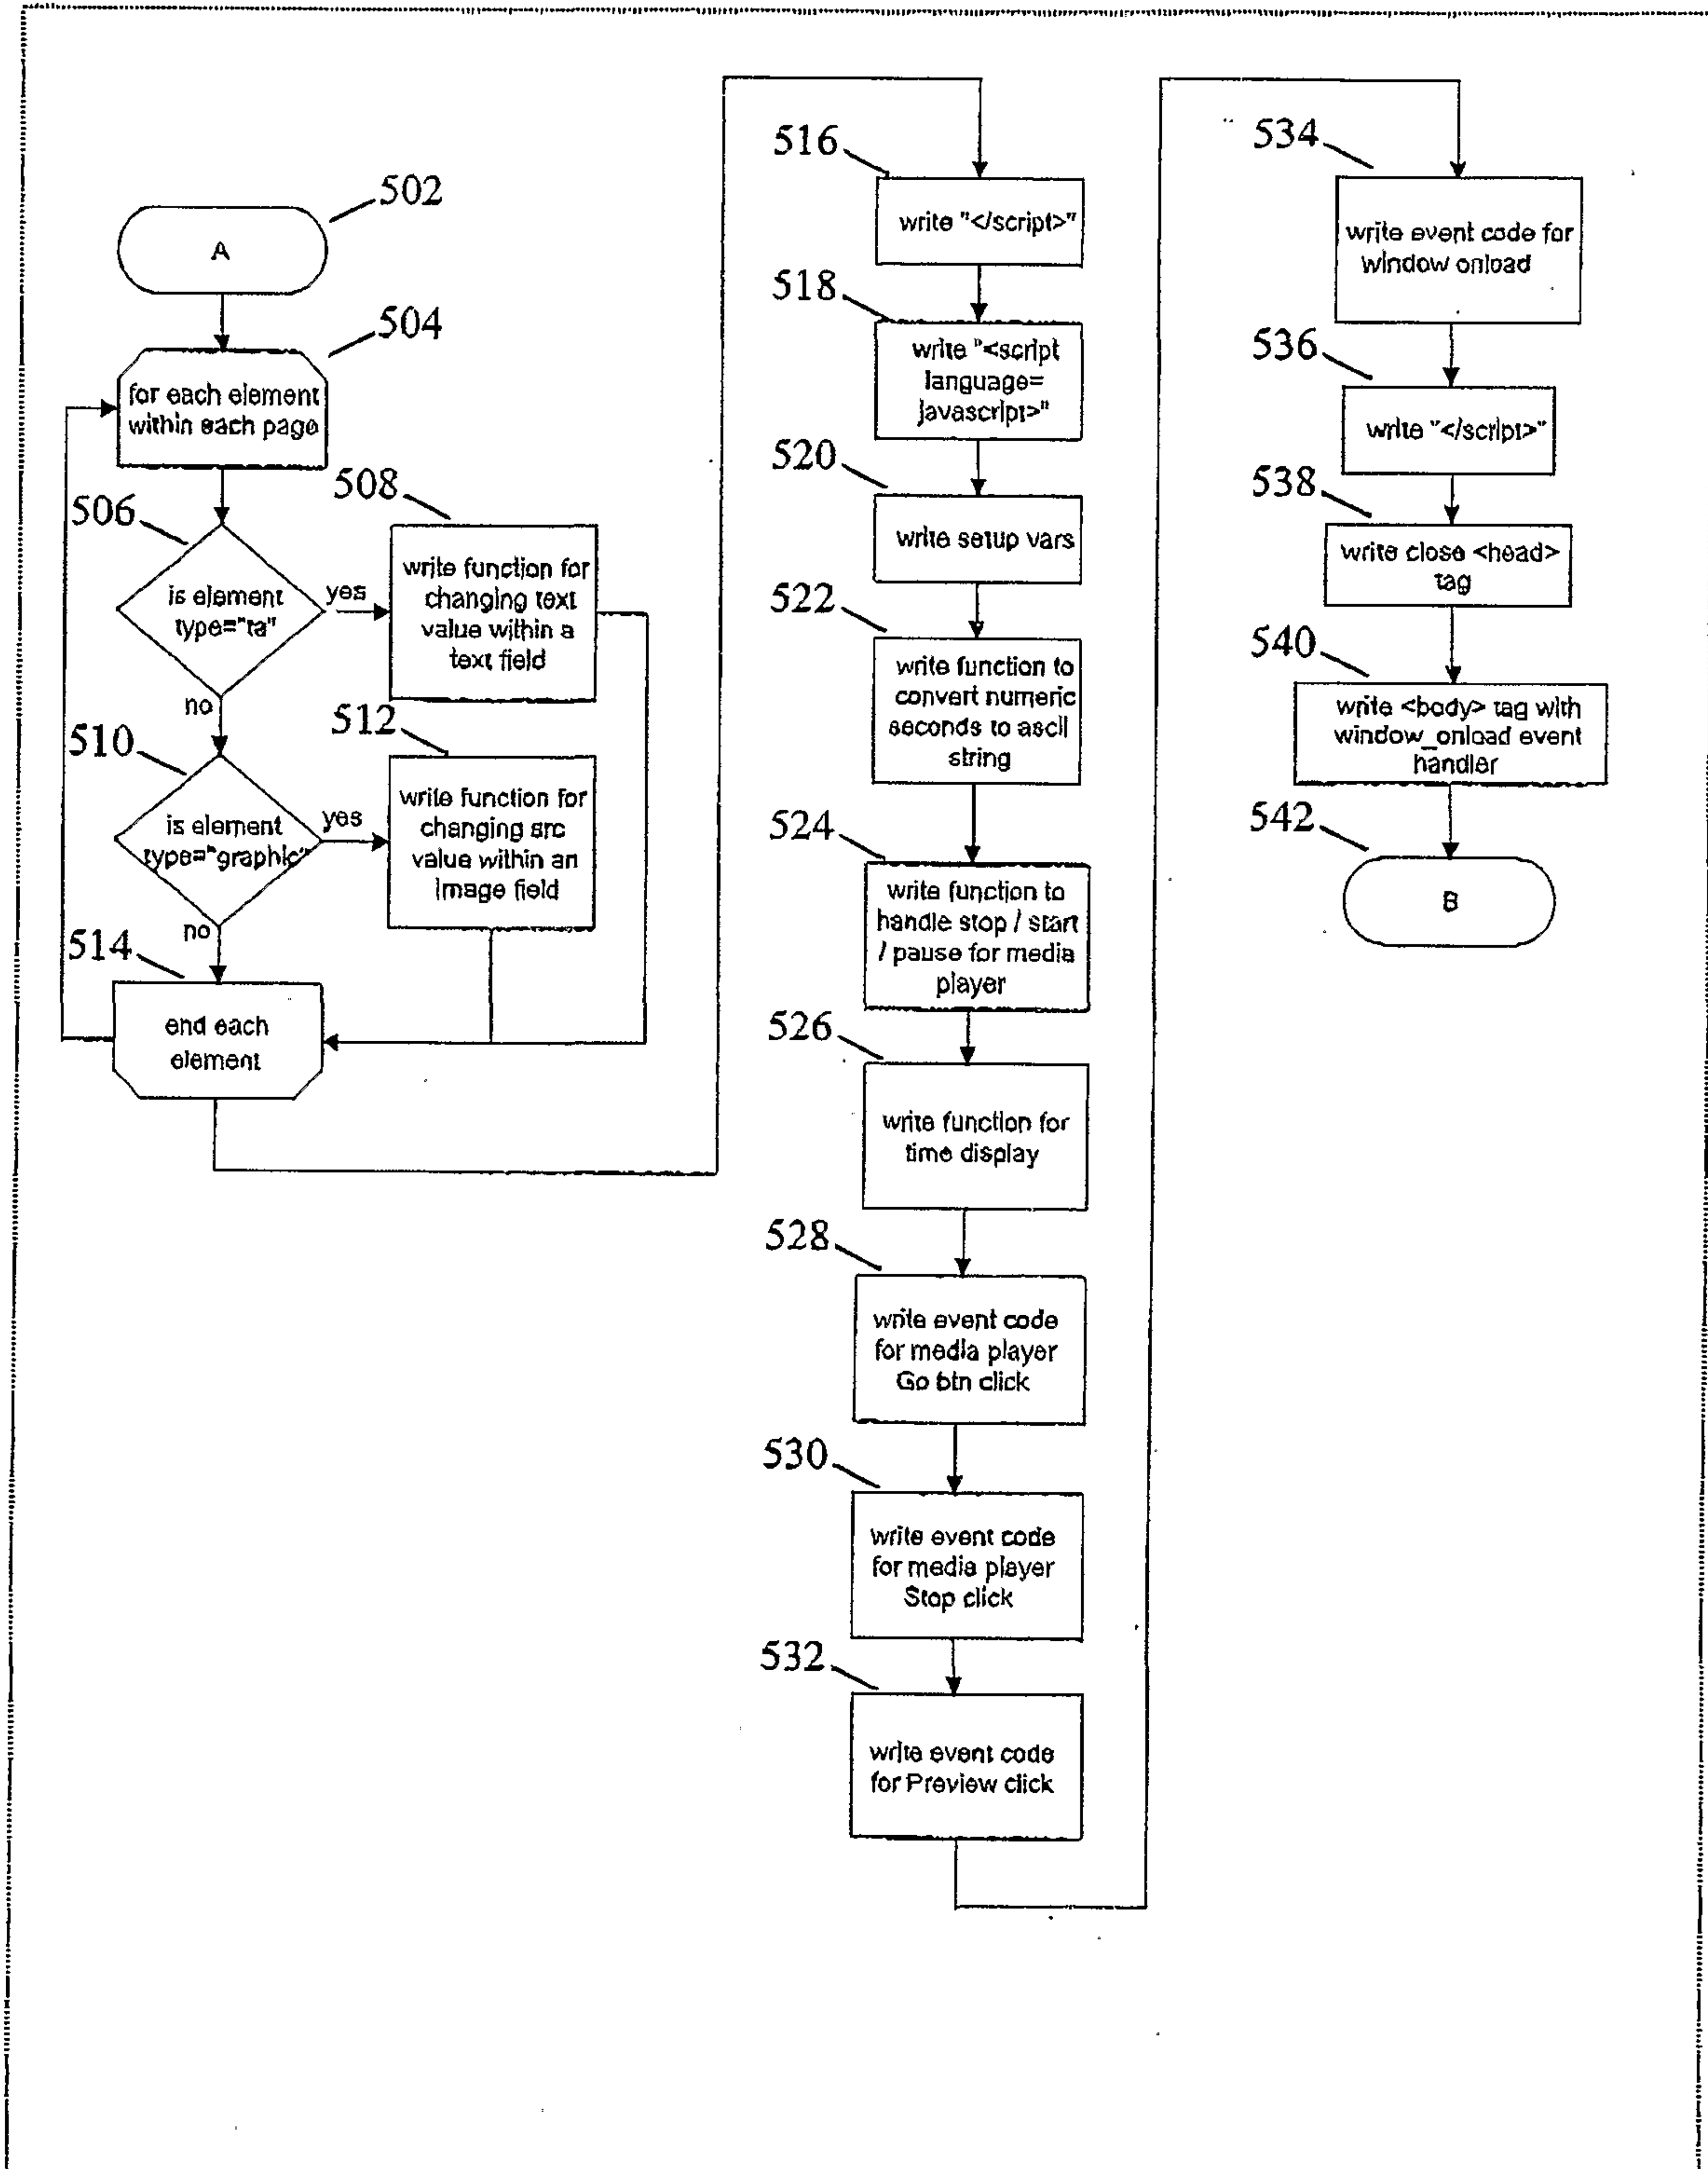 502
A
504
for each element
within each page
506
is element
type="ta"
yes
no
508
write function for
changing text
value within a
text field
510
is element
type="graphic"
yes
no
512
write function for
changing src
value within an
image field
514
end each
element
516
write "</script>"
518
write "<script
language=
javascript>"
520
write setup vars
522
write function to
convert numeric
seconds to ascii
string
524
write function to
handle stop / start
/ pause for media
player
526
write function for
time display
528
write event code
for media player
Go btn click
530
write event code
for media player
Stop click
532
write event code
for Preview click
534
write event code for
window onload
536
write "</script>"
538
write close <head>
tag
540
write <body> tag with
window_onload event
handler
542
B